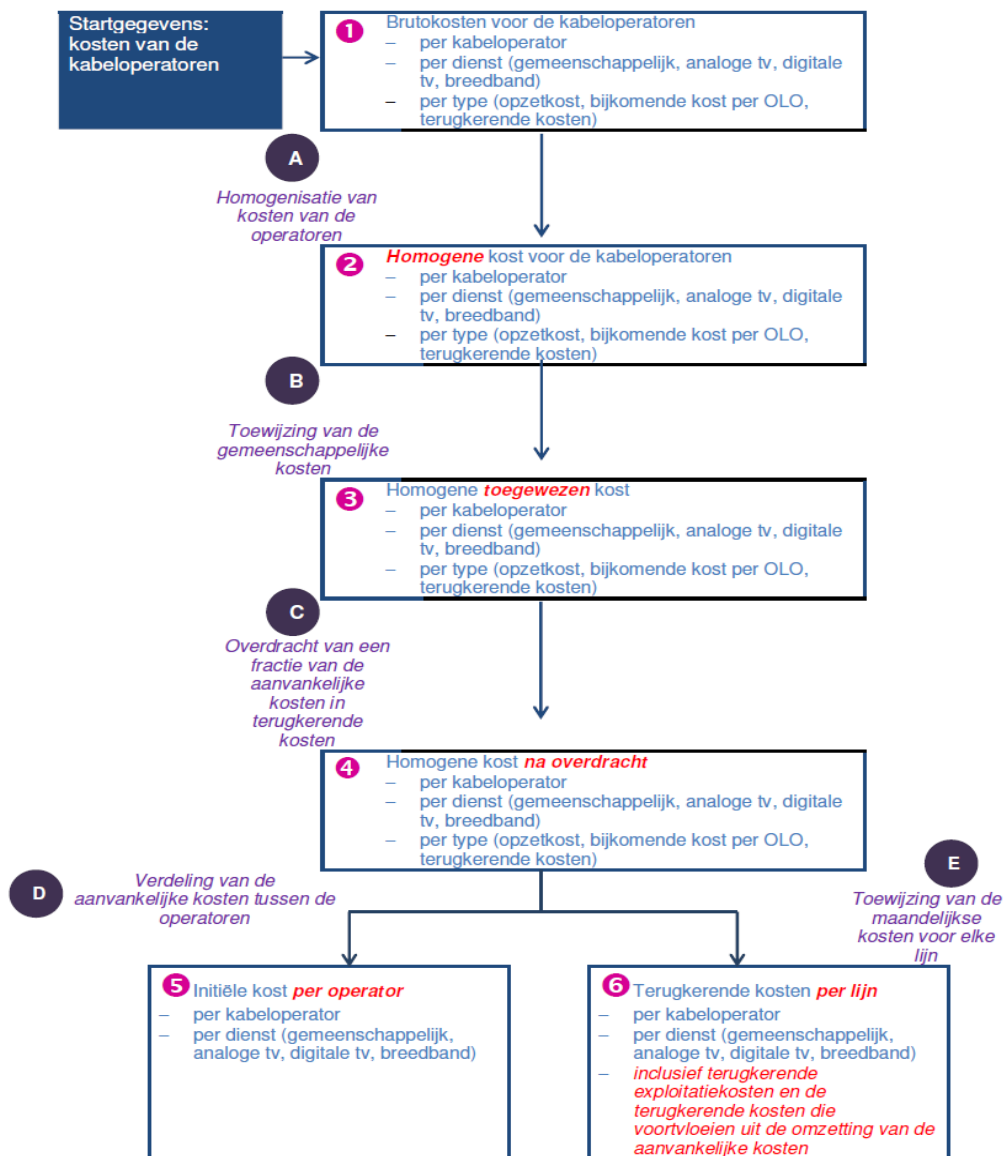 Startgegevens:
kosten van de
kabeloperatoren
1 Brutokosten voor de kabeloperatoren
– per kabeloperator
– per dienst (gemeenschappelijk, analoge tv, digitale
tv, breedband)
– per type (opzetkost, bijkomende kost per OLO,
terugkerende kosten)
A
Homogenisatie van
kosten van de
operatoren
2 Homogene kost voor de kabeloperatoren
– per kabeloperator
– per dienst (gemeenschappelijk, analoge tv, digitale
tv, breedband)
– per type (opzetkost, bijkomende kost per OLO,
terugkerende kosten)
B
Toewijzing van de
gemeenschappelijke
kosten
3 Homogene toegewezen kost
– per kabeloperator
– per dienst (gemeenschappelijk, analoge tv, digitale
tv, breedband)
– per type (opzetkost, bijkomende kost per OLO,
terugkerende kosten)
C
Overdracht van een
fractie van de
aanvankelijke
kosten in
terugkerende
kosten
4 Homogene kost na overdracht
– per kabeloperator
– per dienst (gemeenschappelijk, analoge tv, digitale
tv, breedband)
– per type (opzetkost, bijkomende kost per OLO,
terugkerende kosten)
D
Verdeling van de
aanvankelijke kosten tussen de
operatoren
E
Toewijzing van de
maandelijkse
kosten voor elke
lijn
5 Initiële kost per operator
– per kabeloperator
– per dienst (gemeenschappelijk,
analoge tv, digitale tv, breedband)
6 Terugkerende kosten per lijn
– per kabeloperator
– per dienst (gemeenschappelijk,
analoge tv, digitale tv, breedband)
– inclusief terugkerende
exploitatiekosten en de
terugkerende kosten die
voortvloeien uit de omzetting van de
aanvankelijke kosten